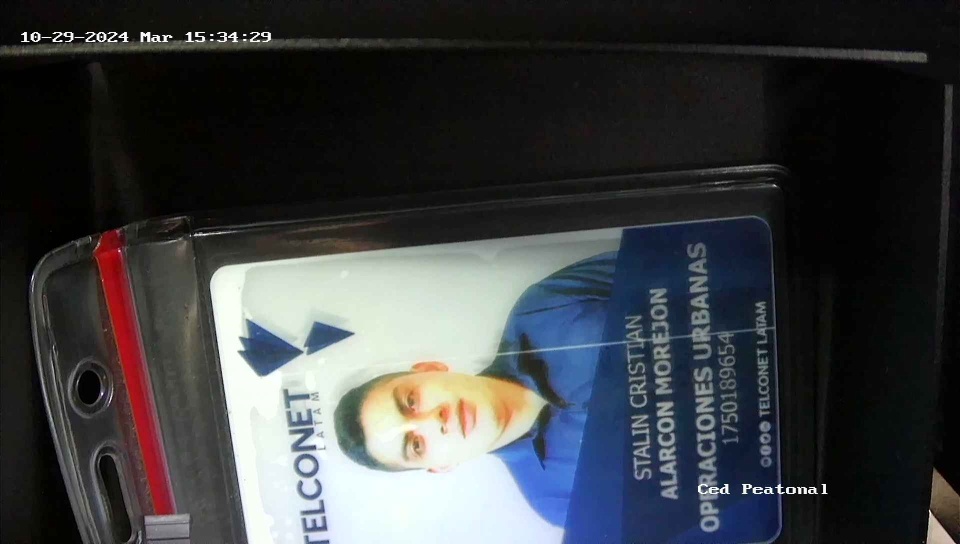 10-29-2024 Mar 15:34:29
TELCONET
LATAM
STALIN CRISTIAN
ALARCON MOREJON
OPERACIONES URBANAS
1750189654
TELCONET LATAM
Ced Peatonal